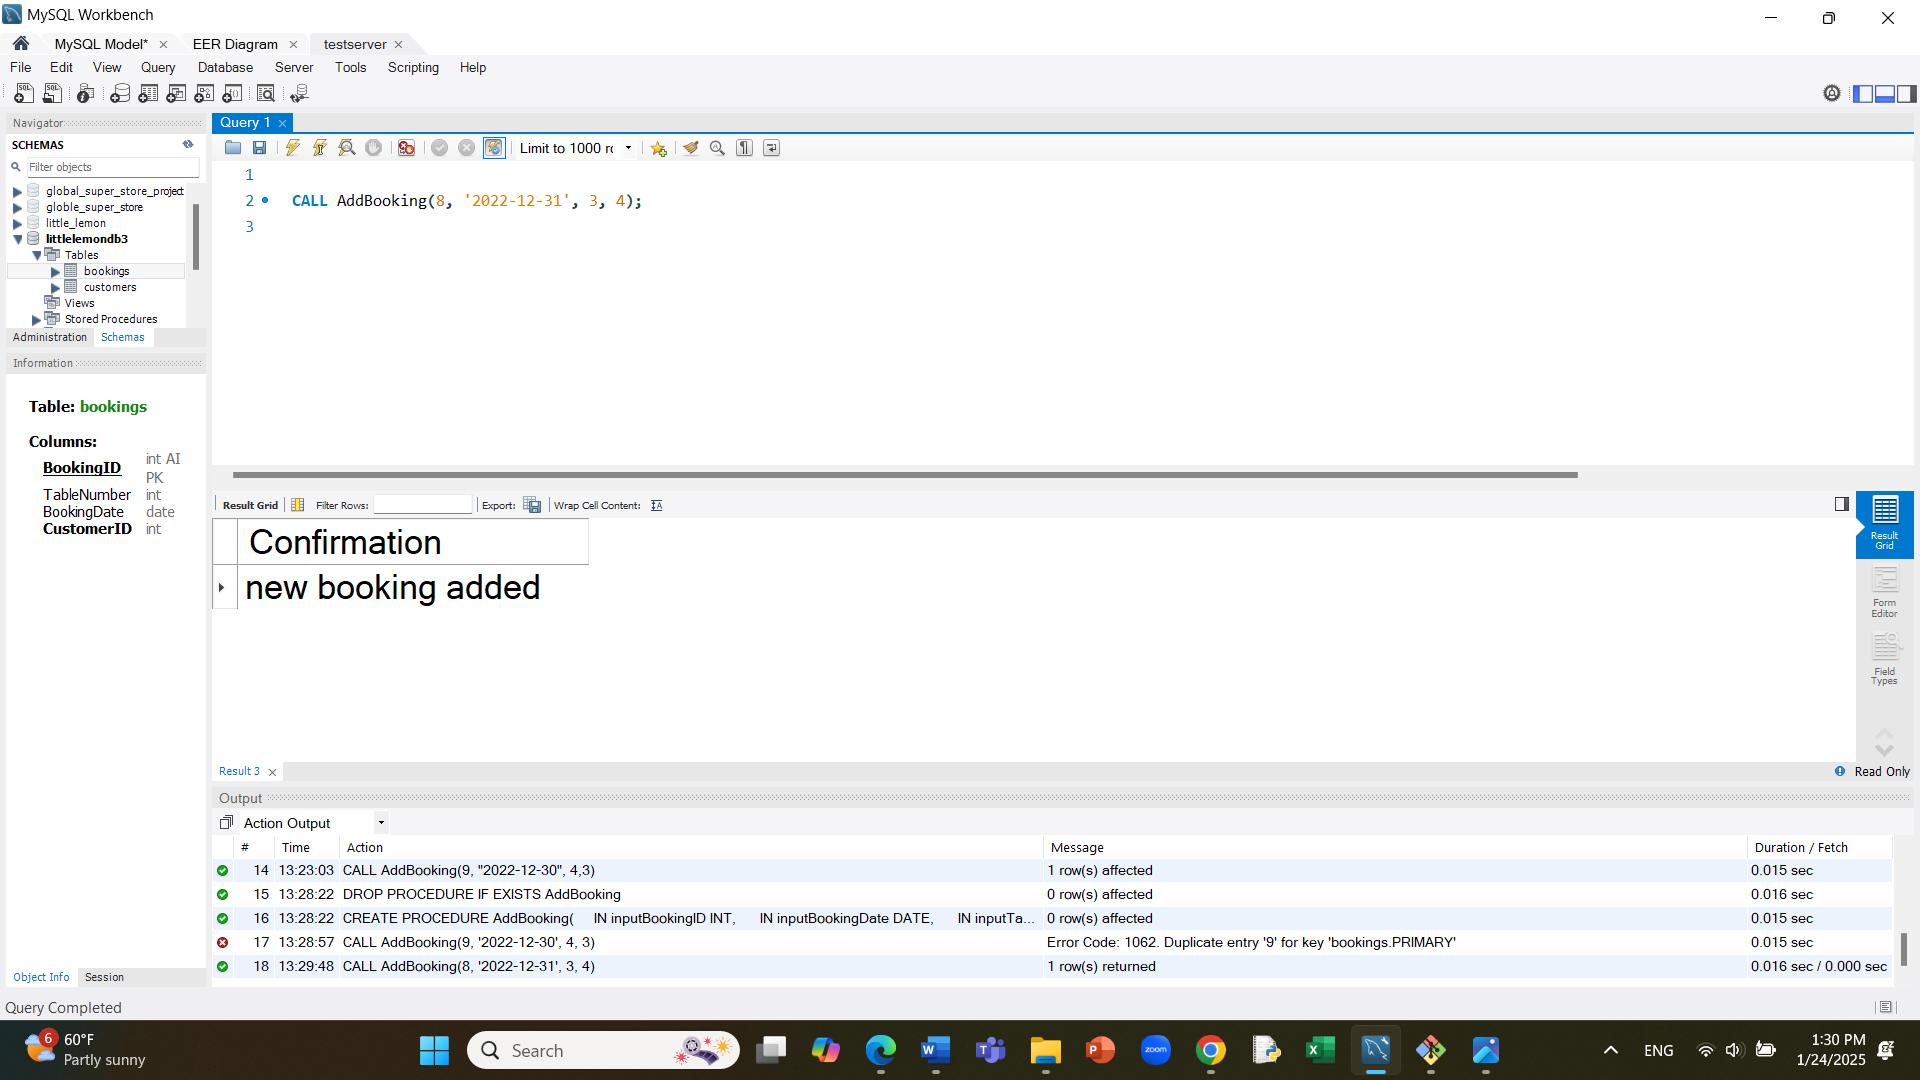 MySQL Workbench
MySQL Model*
EER Diagram
testserver
File Edit View Query Database Server Tools Scripting Help
Navigator
SCHEMAS
Filter objects
global_super_store_project
globle_super_store
little_lemon
littlelemondb3
Tables
bookings
customers
Views
Stored Procedures
Administration Schemas
Information
Table: bookings
Columns:
BookingID int AI PK
TableNumber int
BookingDate date
CustomerID int
Object Info Session
Query 1
Limit to 1000 rc
1
2 CALL AddBooking(8, '2022-12-31', 3, 4);
3
Result Grid Filter Rows: Export: Wrap Cell Content:
Confirmation
new booking added
Result Grid
Form Editor
Field Types
Result 3
Read Only
Output
Action Output
# Time Action Message Duration / Fetch
14 13:23:03 CALL AddBooking(9, "2022-12-30", 4,3) 1 row(s) affected 0.015 sec
15 13:28:22 DROP PROCEDURE IF EXISTS AddBooking 0 row(s) affected 0.016 sec
16 13:28:22 CREATE PROCEDURE AddBooking( IN inputBookingID INT, IN inputBookingDate DATE, IN inputTa... 0 row(s) affected 0.015 sec
17 13:28:57 CALL AddBooking(9, '2022-12-30', 4, 3) Error Code: 1062. Duplicate entry '9' for key 'bookings.PRIMARY' 0.015 sec
18 13:29:48 CALL AddBooking(8, '2022-12-31', 3, 4) 1 row(s) returned 0.016 sec / 0.000 sec
Query Completed
6
60°F
Partly sunny
Search
zoom
ENG
1:30 PM
1/24/2025